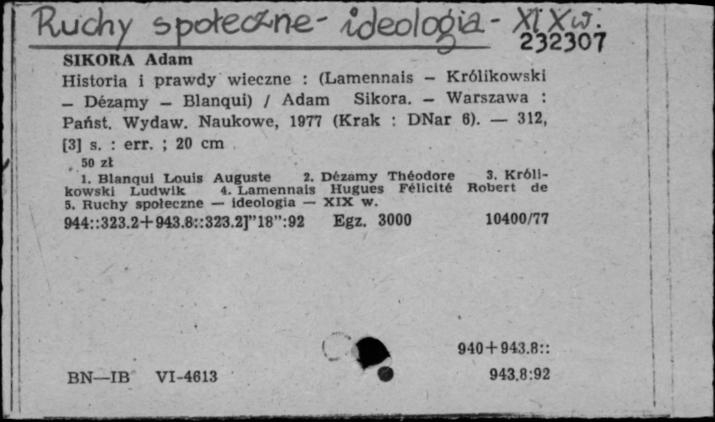 Ruchy społeczne - ideologia - XIX w.
232307
SIKORA Adam
Historia i prawdy wieczne : (Lamennais — Królikowski
— Dézamy — Blanqui) / Adam Sikora. — Warszawa :
Państ. Wydaw. Naukowe, 1977 (Krak : DNar 6). — 312,
[3] s. : err. ; 20 cm
50 zł
1. Blanqui Louis Auguste 2. Dézamy Théodore 3. Króli-
kowski Ludwik 4. Lamennais Hugues Félicité Robert de
5. Ruchy społeczne — ideologia — XIX w.
944::323.2+943.8::323.2]"18":92 Egz. 3000 10400/77
940+943.8::
BN—IB VI-4613 943.8:92